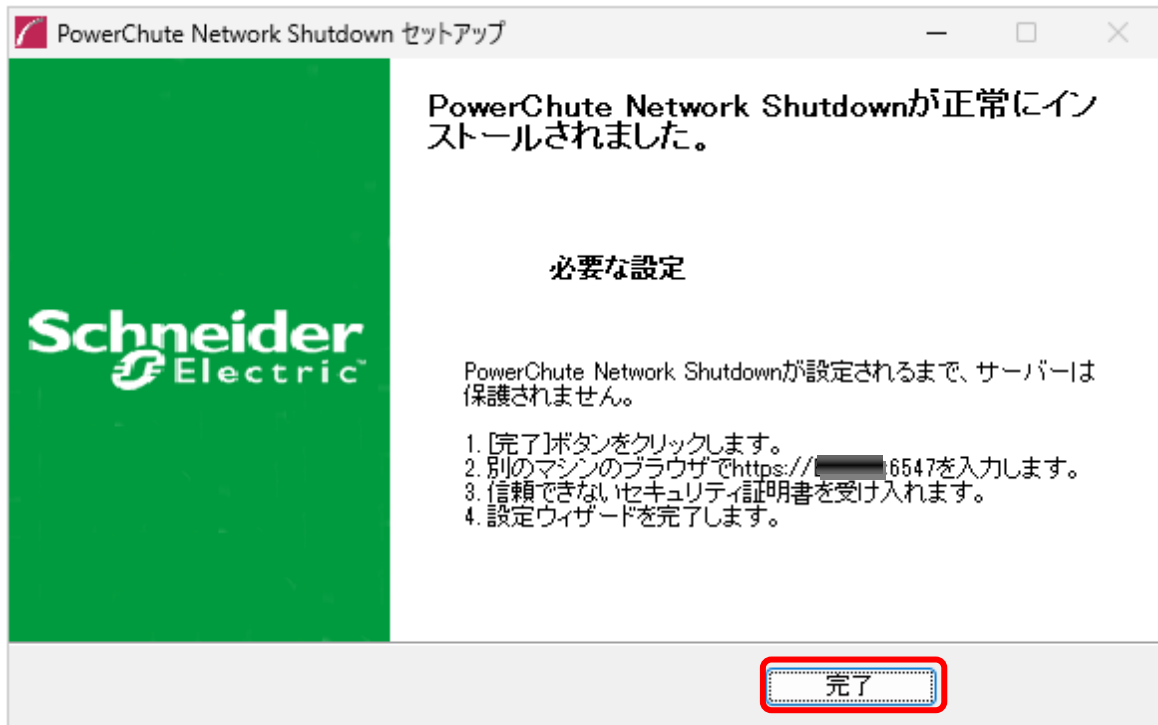 PowerChute Network Shutdown セットアップ
PowerChute Network Shutdownが正常にイン
ストールされました。
必要な設定
Schneider
Electric
PowerChute Network Shutdownが設定されるまで、サーバーは
保護されません。
1. [完了]ボタンをクリックします。
2. 別のマシンのブラウザでhttps:// :6547を入力します。
3. 信頼できないセキュリティ証明書を受け入れます。
4. 設定ウィザードを完了します。
完了